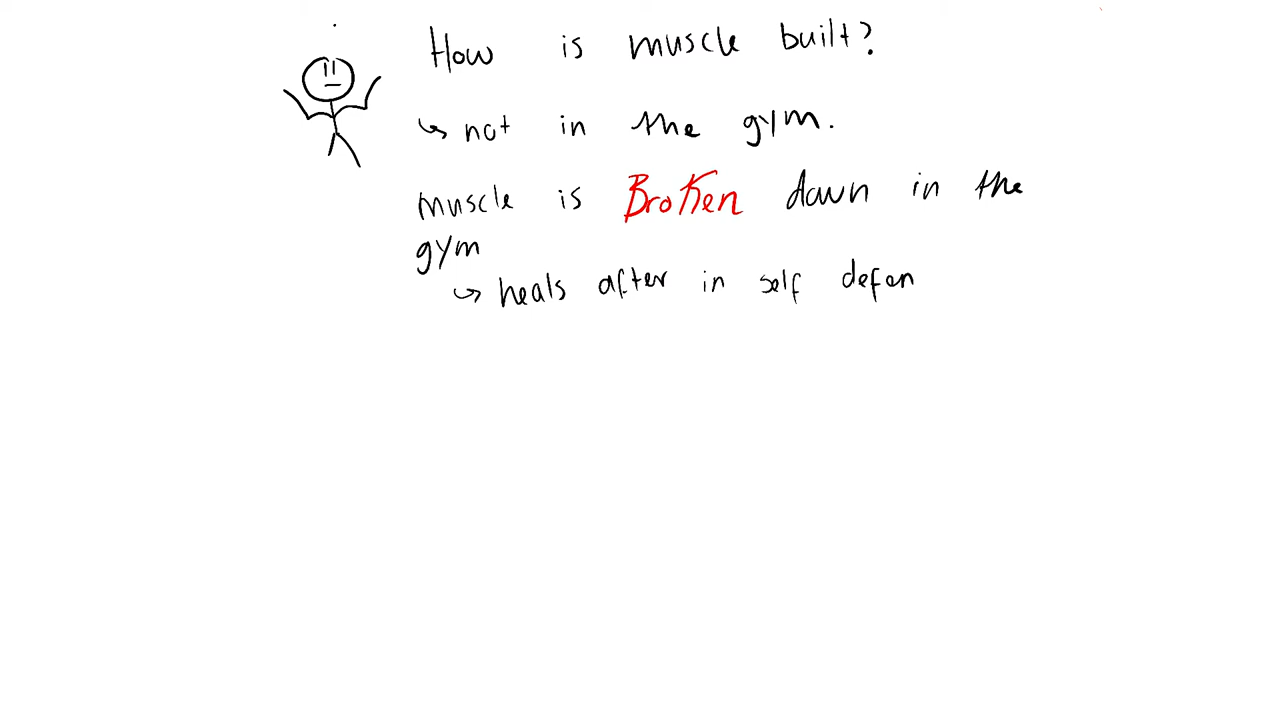 How is muscle built?
↳ not in the gym.
muscle is Broken down in the
gym
↳ heals after in self defen